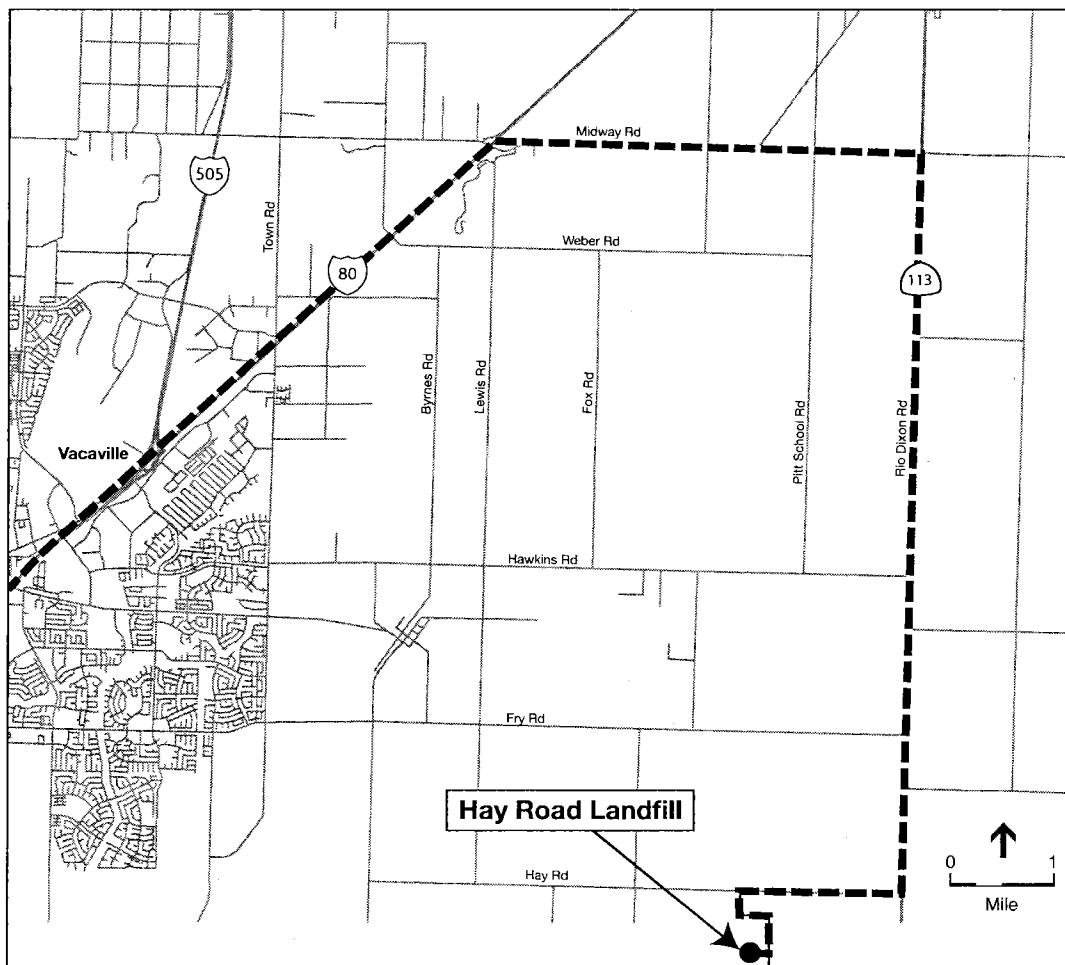 Midway Rd
505
Town Rd
Weber Rd
80
113
Byrnes Rd
Lewis Rd
Fox Rd
Pitt School Rd
Rio Dixon Rd
Vacaville
Hawkins Rd
Fry Rd
Hay Road Landfill
Hay Rd
0 1
Mile